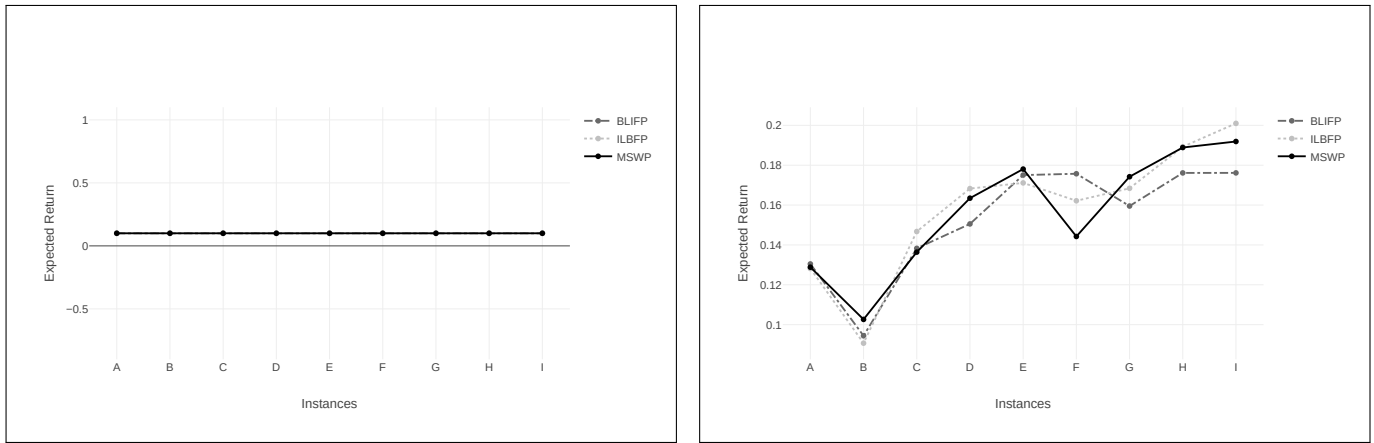 1
0.5
0
−0.5
Expected Return
A B C D E F G H I
Instances
BLIFP
ILBFP
MSWP
0.2
0.18
0.16
0.14
0.12
0.1
Expected Return
A B C D E F G H I
Instances
BLIFP
ILBFP
MSWP